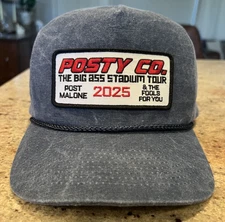 POSTY CO.
THE BIG ASS STADIUM TOUR
POST MALONE
2025
& THE FOOLS FOR YOU